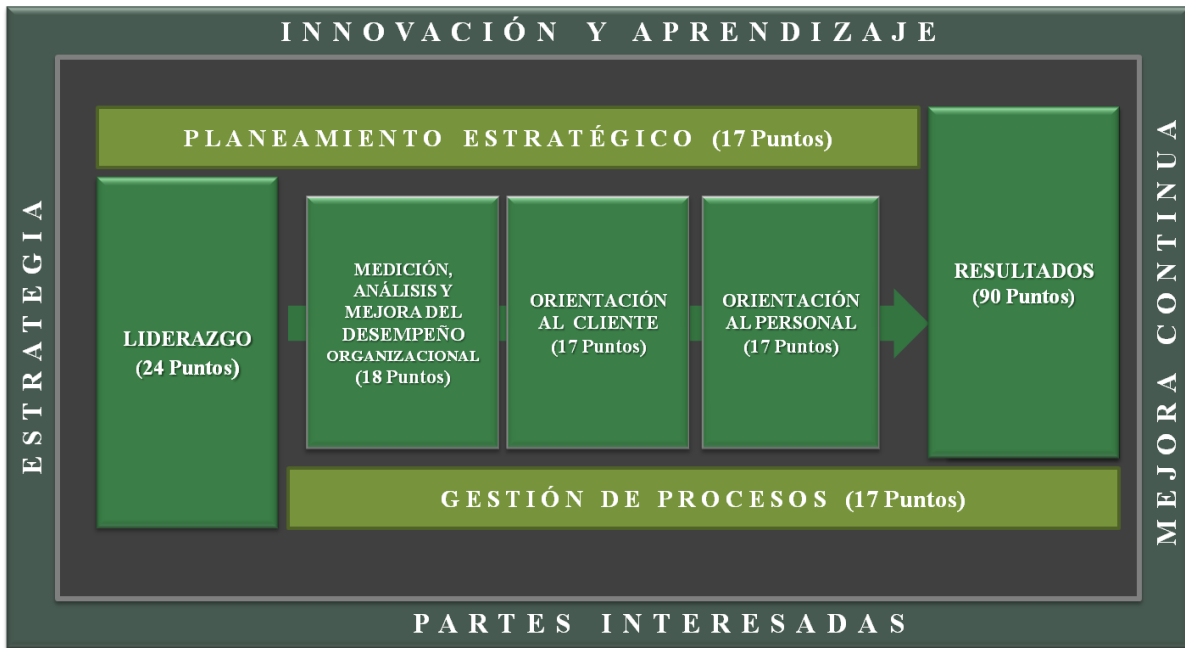 INNOVACIÓN Y APRENDIZAJE
PLANEAMIENTO ESTRATÉGICO (17 Puntos)
ESTRATEGIA
LIDERAZGO
(24 Puntos)
MEDICIÓN,
ANÁLISIS Y
MEJORA DEL
DESEMPEÑO
ORGANIZACIONAL
(18 Puntos)
ORIENTACIÓN
AL CLIENTE
(17 Puntos)
ORIENTACIÓN
AL PERSONAL
(17 Puntos)
RESULTADOS
(90 Puntos)
MEJORA CONTINUA
GESTIÓN DE PROCESOS (17 Puntos)
PARTES INTERESADAS